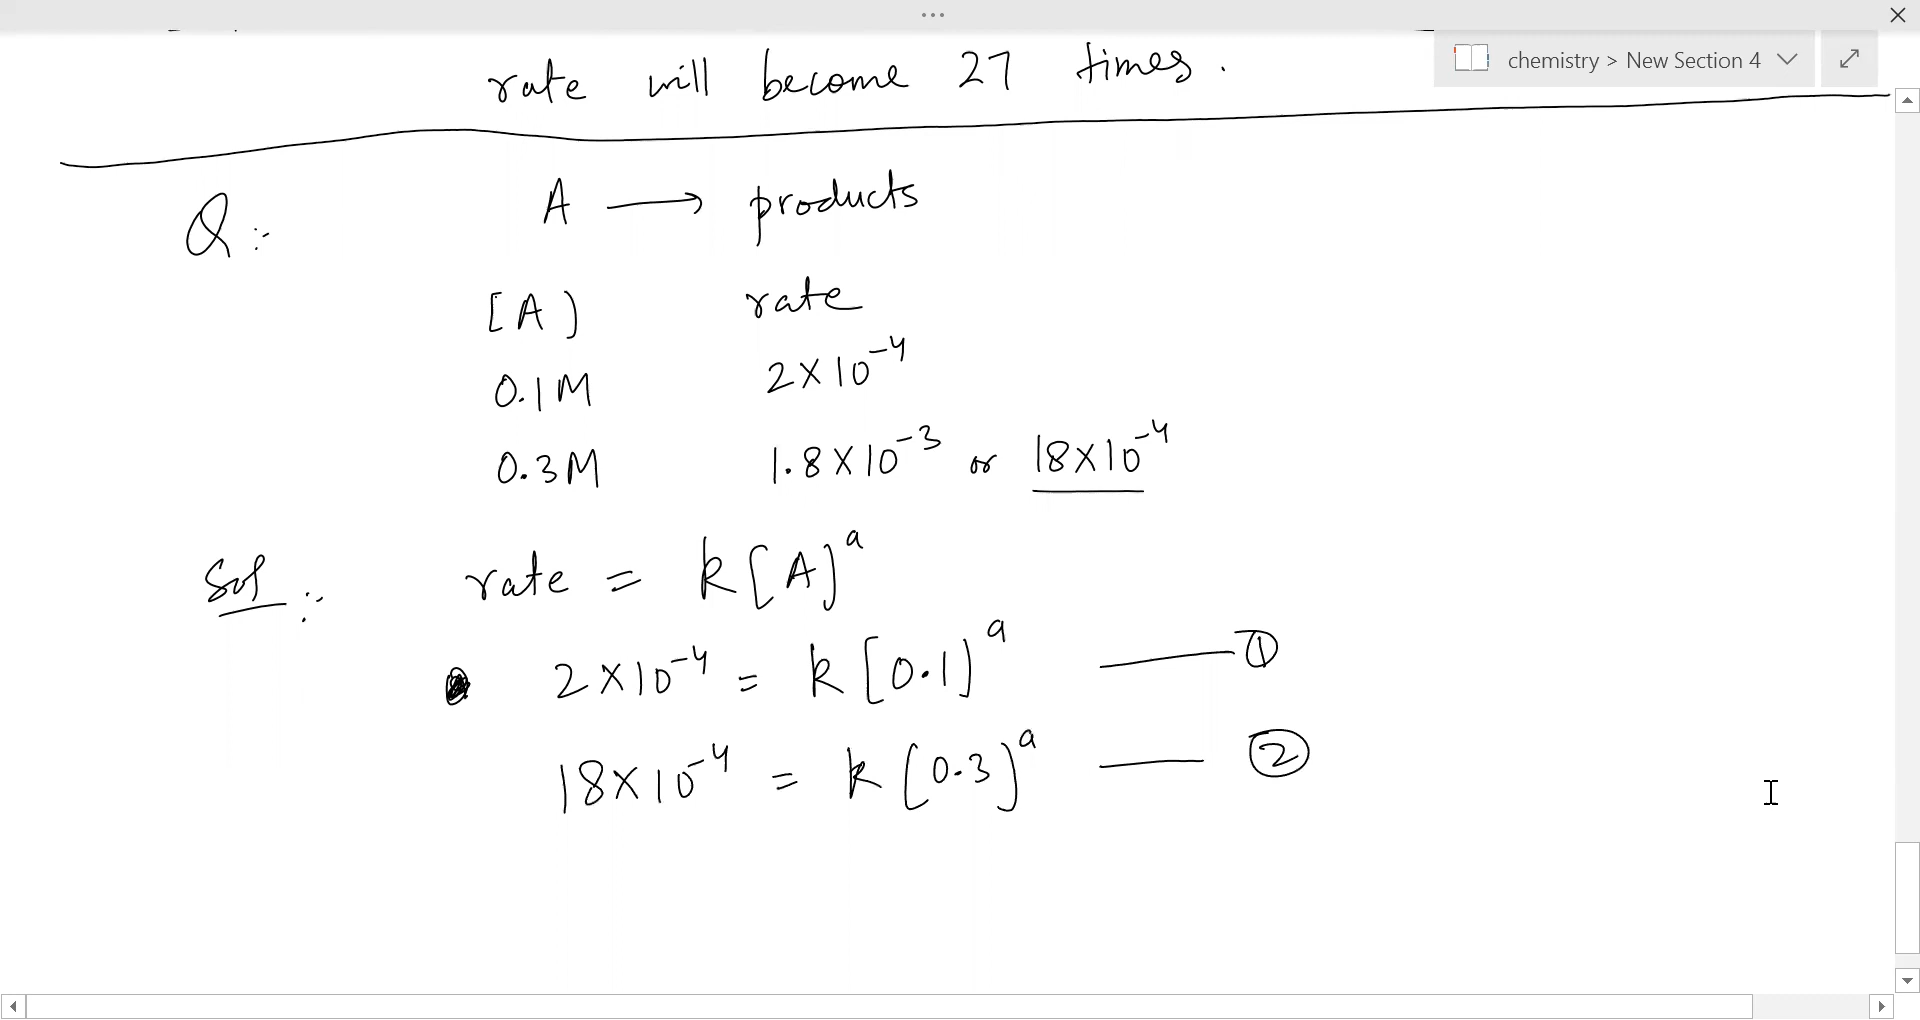 chemistry > New Section 4
rate will become 27 times.
Q:- A → products
[A) rate
0.1M 2×10⁻⁴
0.3M 1.8×10⁻³ or 18×10⁻⁴
Sol :- rate = k[A]ᵃ
2×10⁻⁴ = k[0.1]ᵃ —— ①
18×10⁻⁴ = k[0.3]ᵃ —— ②